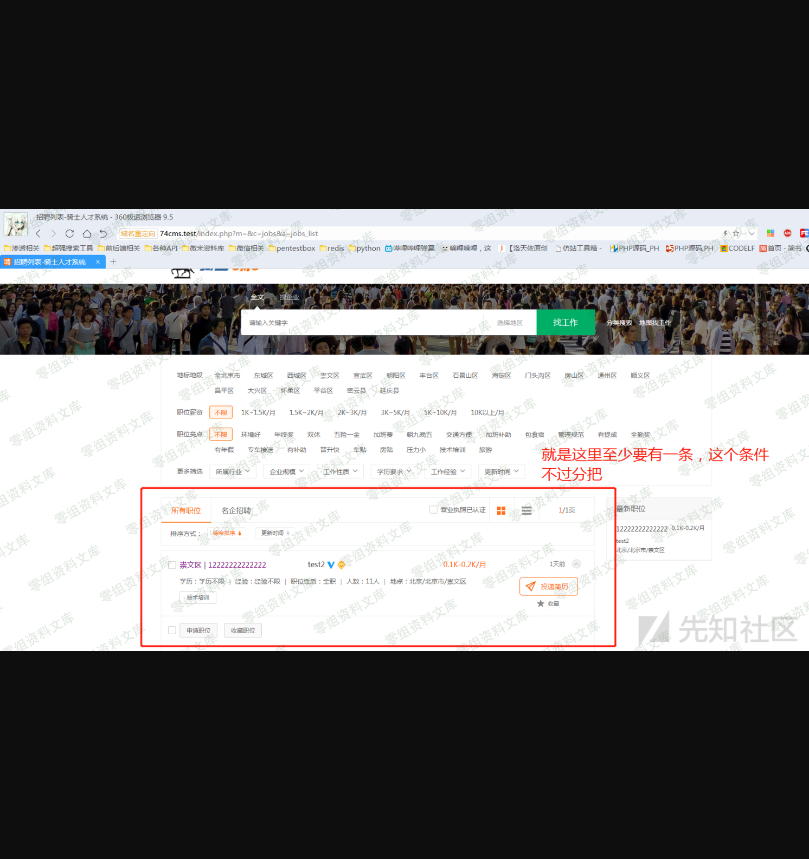 招聘列表-骑士人才系统 - 360极速浏览器 9.5
域名重定向 74cms.test/index.php?m=&c=jobs&a=jobs_list
渗透相关 超强搜索工具 前后端相关 各种API 微米资料库 微信相关 pentestbox redis python
PHP源码_PH PHP源码,PH CODELF 首页 - 简书
招聘列表-骑士人才系统 × +
全文 搜企业
请输入关键字 选择地区 找工作 分类搜索 地图找工作
地标地段 全北京市 东城区 西城区 崇文区 宣武区 朝阳区 丰台区 石景山区 海淀区 门头沟区 房山区 通州区 顺义区
昌平区 大兴区 怀柔区 平谷区 密云县 延庆县
职位薪资 不限 1K~1.5K/月 1.5K~2K/月 2K~3K/月 3K~5K/月 5K~10K/月 10K以上/月
职位亮点 不限 环境好 年终奖 双休 五险一金 加班费 朝九晚五 交通方便 加班补助 包食宿 管理规范 有提成 全勤奖
有年假 专车接送 有补助 晋升快 车贴 房贴 压力小 技术培训 旅游
更多筛选 所属行业 企业规模 工作性质 学历要求 工作经验 更新时间
就是这里至少要有一条，这个条件
不过分把
所有职位 名企招聘 营业执照已认证 1/1页
排序方式： 综合排序 更新时间
最新职位
12222222222222 0.1K-0.2K/月
test2
北京/北京市/崇文区
崇文区 | 12222222222222 test2 0.1K-0.2K/月 1天前
学历：学历不限 | 经验：经验不限 | 职位性质：全职 | 人数：11人 | 地点：北京/北京市/崇文区
投递简历
技术培训
收藏
申请职位 收藏职位
先知社区
零组资料文库